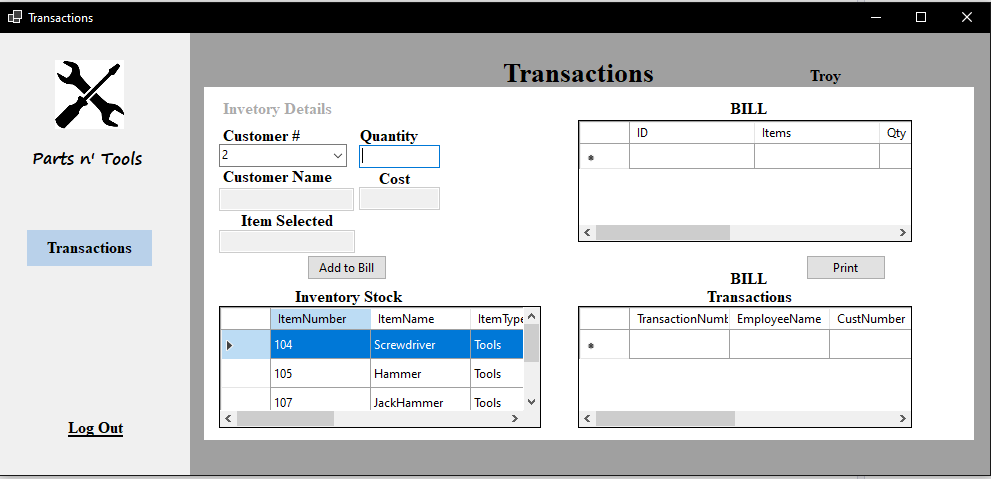 Transactions
Transactions
Troy
Parts n' Tools
Transactions
Log Out
Invetory Details
Customer # Quantity
2
Customer Name Cost
Item Selected
Add to Bill
Inventory Stock
ItemNumber ItemName ItemType
104 Screwdriver Tools
105 Hammer Tools
107 JackHammer Tools
BILL
ID Items Qty
Print
BILL
Transactions
TransactionNumb EmployeeName CustNumber